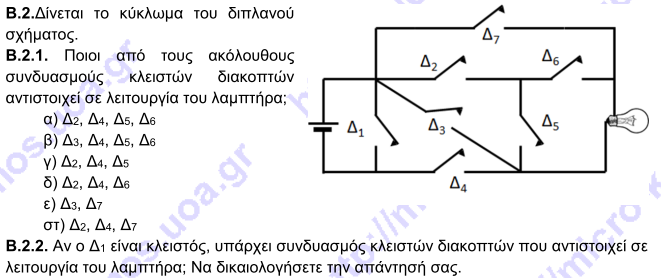 Β.2.Δίνεται το κύκλωμα του διπλανού
σχήματος.
Β.2.1. Ποιοι από τους ακόλουθους
συνδυασμούς κλειστών διακοπτών
αντιστοιχεί σε λειτουργία του λαμπτήρα;
α) Δ2, Δ4, Δ5, Δ6
β) Δ3, Δ4, Δ5, Δ6
γ) Δ2, Δ4, Δ5
δ) Δ2, Δ4, Δ6
ε) Δ3, Δ7
στ) Δ2, Δ4, Δ7
Δ7
Δ2
Δ6
Δ1
Δ3
Δ5
Δ4
Β.2.2. Αν ο Δ1 είναι κλειστός, υπάρχει συνδυασμός κλειστών διακοπτών που αντιστοιχεί σε
λειτουργία του λαμπτήρα; Να δικαιολογήσετε την απάντησή σας.